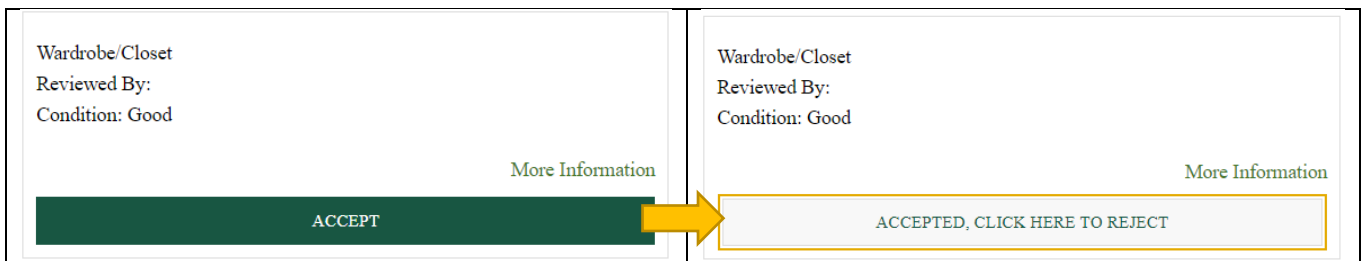 Wardrobe/Closet
Reviewed By:
Condition: Good
More Information
ACCEPT
Wardrobe/Closet
Reviewed By:
Condition: Good
More Information
ACCEPTED, CLICK HERE TO REJECT